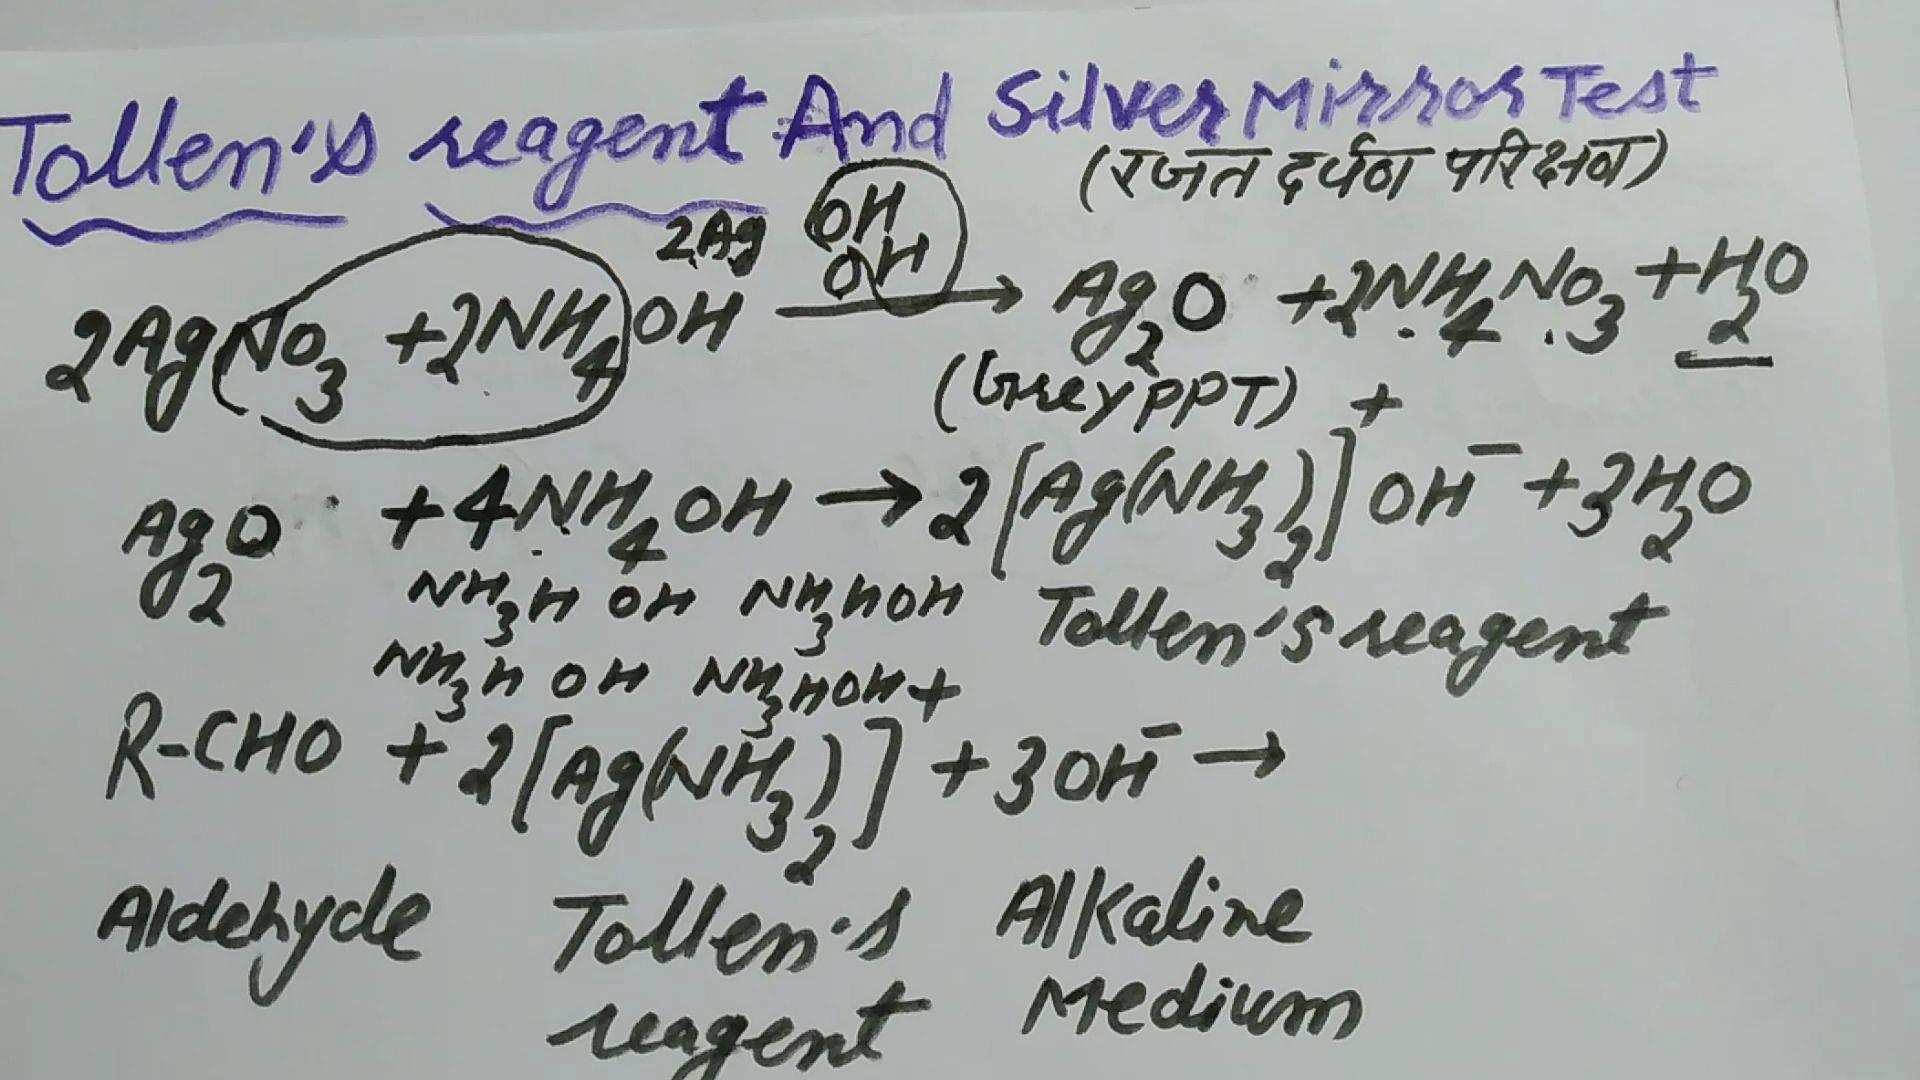 Tollen's reagent And Silver Mirror Test
(रजत दर्पण परिक्षण)
2Ag OH
OH
2AgNO3 +2NH4OH → Ag2O +2NH4NO3 +H2O
(Grey PPT)
Ag2O +4NH4OH → 2[Ag(NH3)2]+ OH- +3H2O
NH3H OH NH3HOH Tollen's reagent
NH3H OH NH3HOH
R-CHO + 2[Ag(NH3)2]+ + 3OH- →
Aldehyde Tollen's Alkaline
reagent Medium